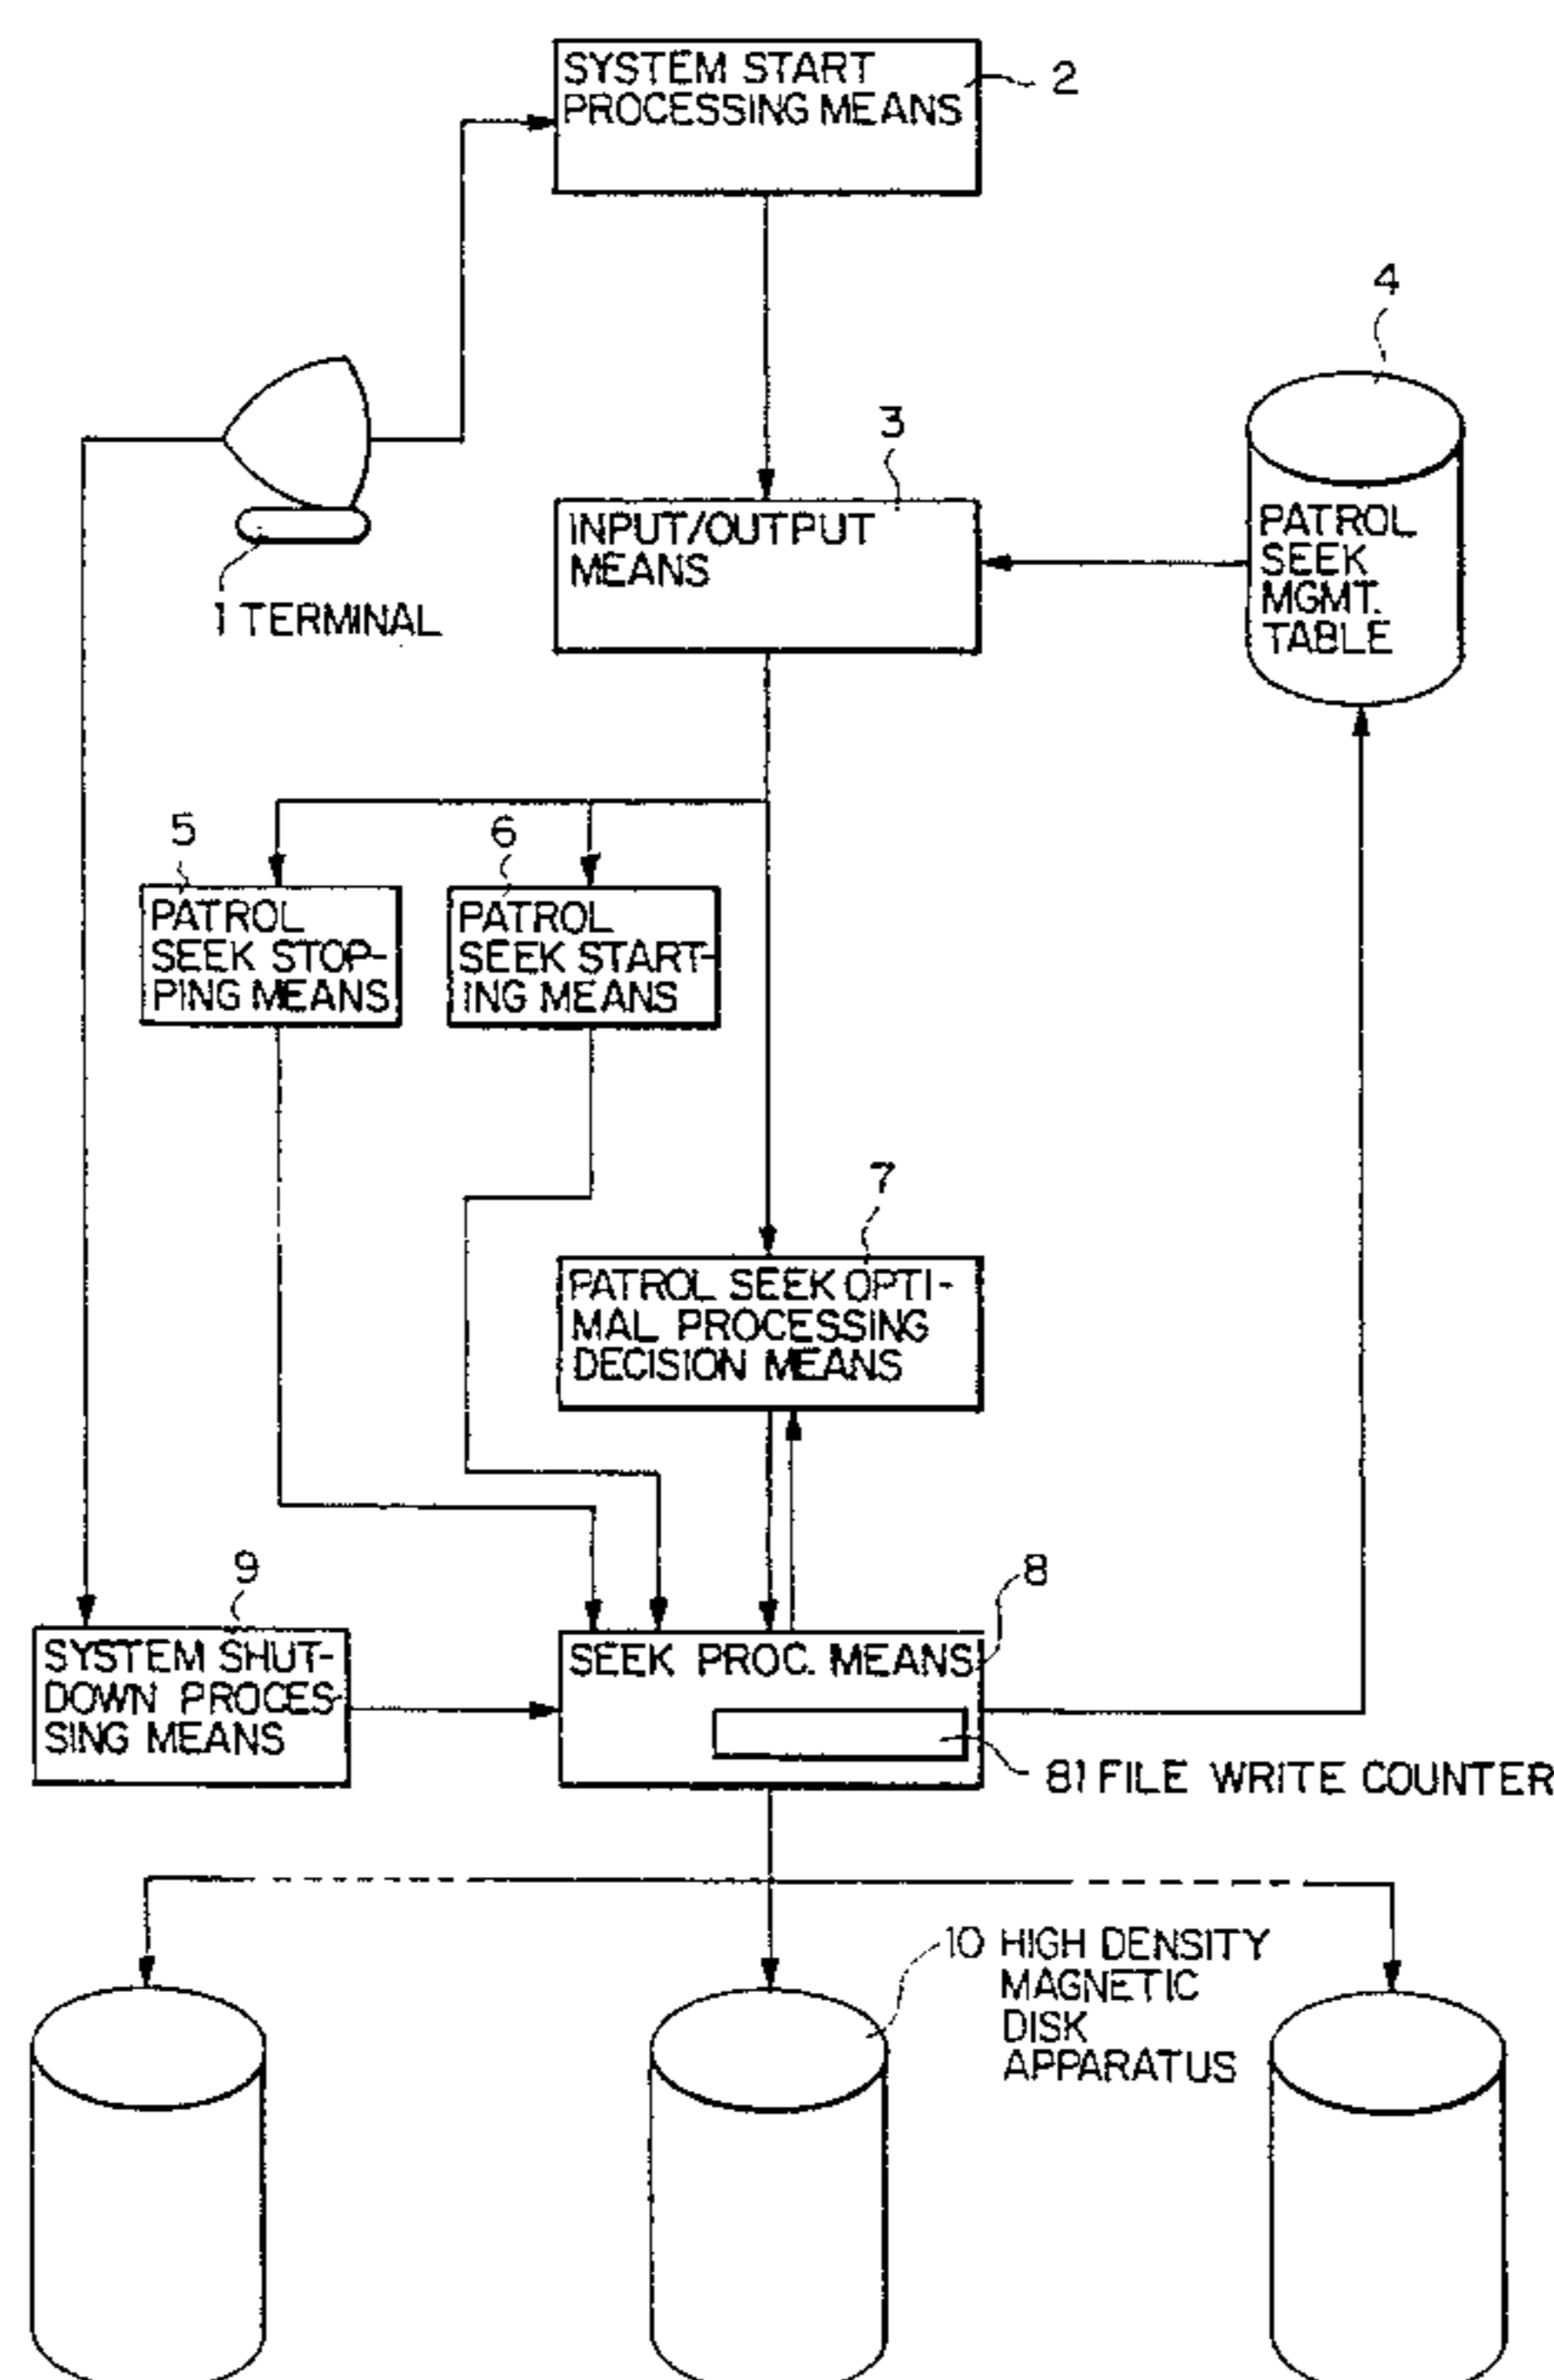 SYSTEM START
PROCESSING MEANS
2
4
3
INPUT/OUTPUT
MEANS
PATROL
SEEK
MGMT.
TABLE
1 TERMINAL
5
PATROL
SEEK STOP-
PING MEANS
6
PATROL
SEEK START-
ING MEANS
7
PATROL SEEK OPTI-
MAL PROCESSING
DECISION MEANS
9
SYSTEM SHUT-
DOWN PROCES-
SING MEANS
8
SEEK PROC. MEANS
81 FILE WRITE COUNTER
10 HIGH DENSITY
MAGNETIC
DISK
APPARATUS